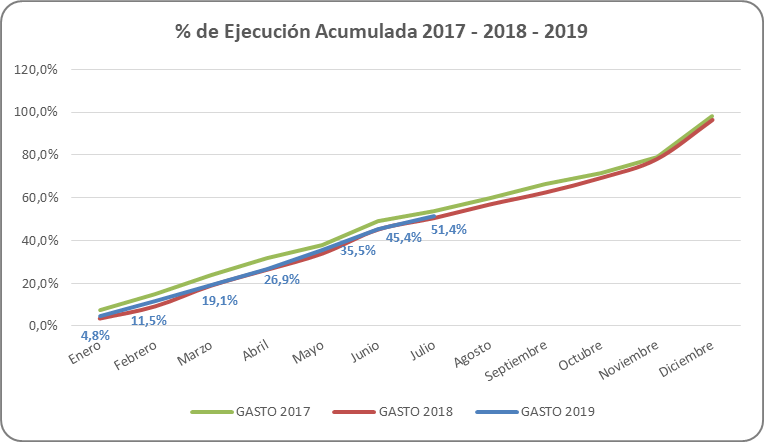 % de Ejecución Acumulada 2017 - 2018 - 2019
120,0%
100,0%
80,0%
60,0%
40,0%
20,0%
0,0%
4,8%
11,5%
19,1%
26,9%
35,5%
45,4%
51,4%
Enero
Febrero
Marzo
Abril
Mayo
Junio
Julio
Agosto
Septiembre
Octubre
Noviembre
Diciembre
GASTO 2017
GASTO 2018
GASTO 2019